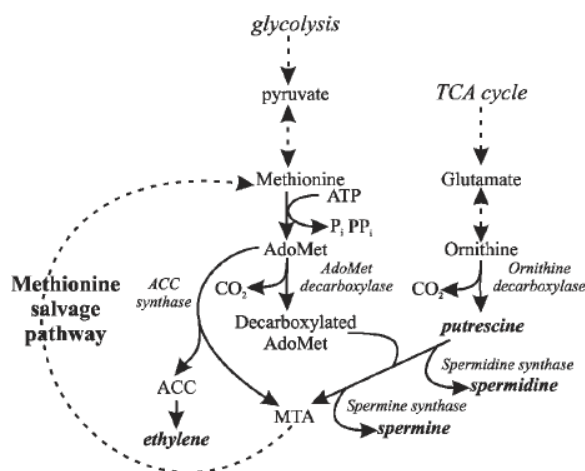 glycolysis
pyruvate
TCA cycle
Methionine
Glutamate
ATP
Pi PPi
AdoMet
Ornithine
ACC
synthase
CO2
AdoMet
decarboxylase
CO2
Ornithine
decarboxylase
Methionine
salvage
pathway
Decarboxylated
AdoMet
putrescine
Spermidine synthase
spermidine
ACC
MTA
Spermine synthase
spermine
ethylene